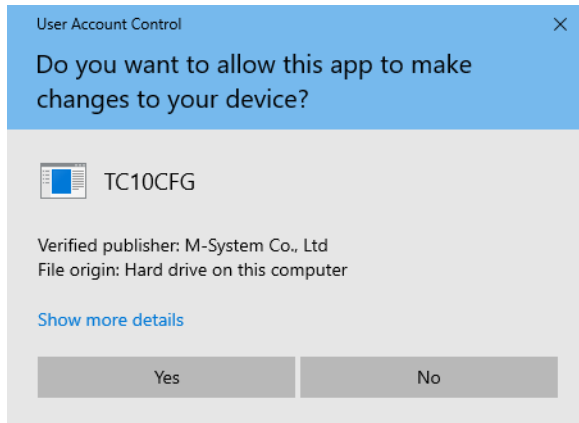 User Account Control
Do you want to allow this app to make
changes to your device?
TC10CFG
Verified publisher: M-System Co., Ltd
File origin: Hard drive on this computer
Show more details
Yes
No